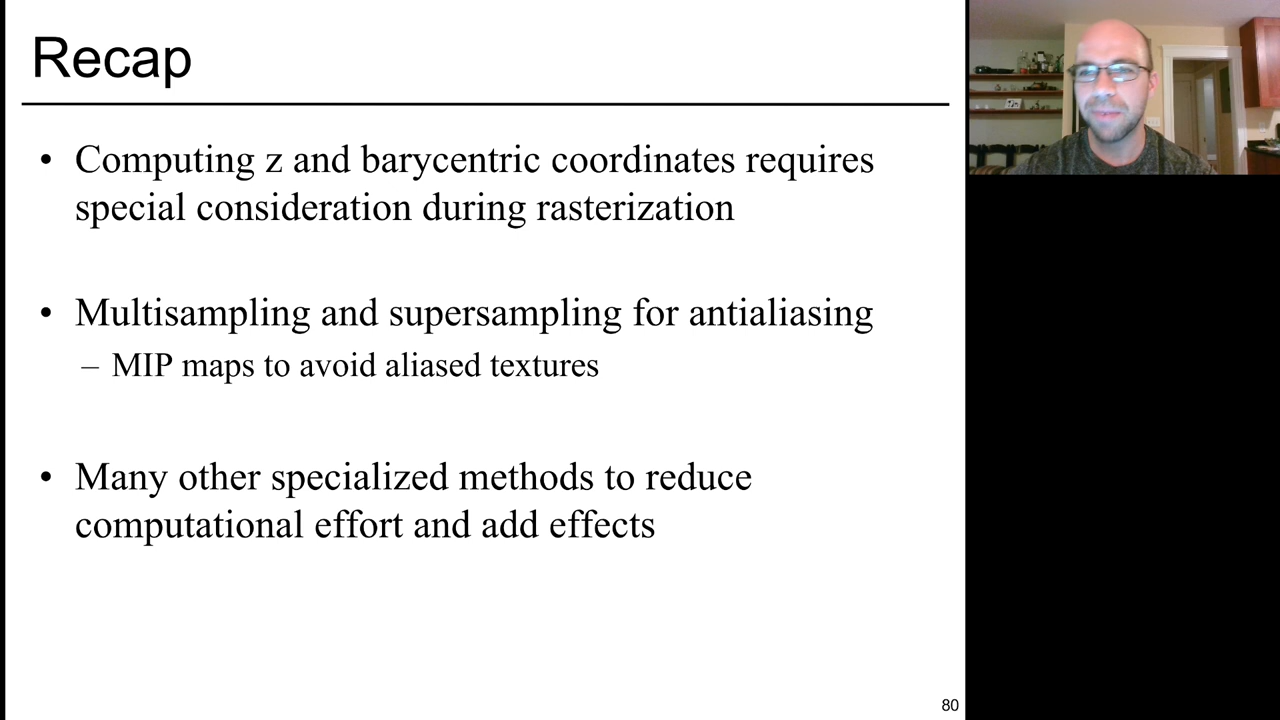 Recap
• Computing z and barycentric coordinates requires
special consideration during rasterization
• Multisampling and supersampling for antialiasing
– MIP maps to avoid aliased textures
• Many other specialized methods to reduce
computational effort and add effects
80